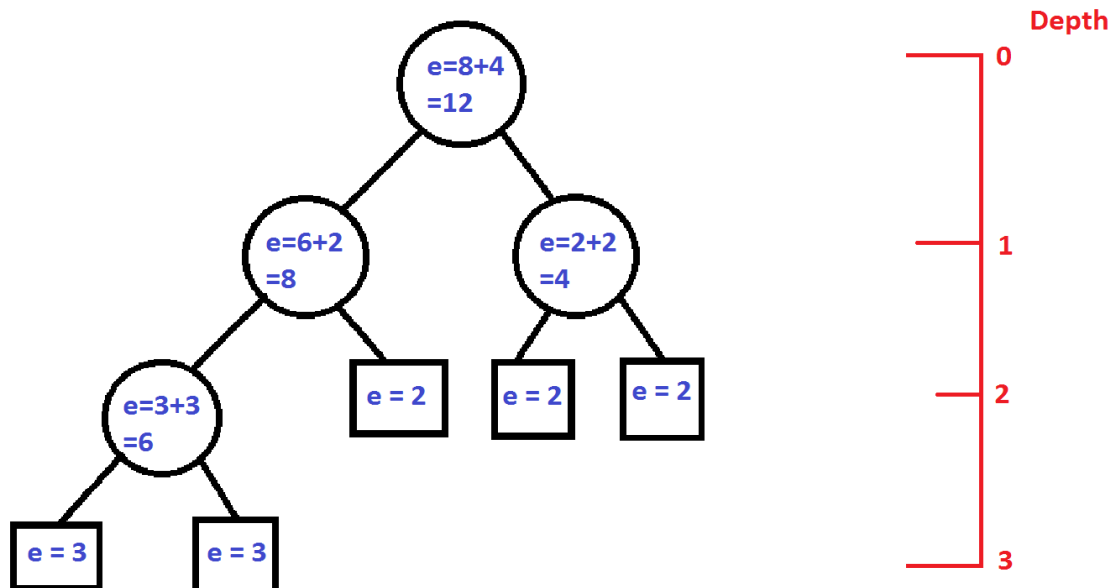 Depth
0
e=8+4
=12
1
e=6+2
=8
e=2+2
=4
2
e=3+3
=6
e = 2
e = 2
e = 2
3
e = 3
e = 3